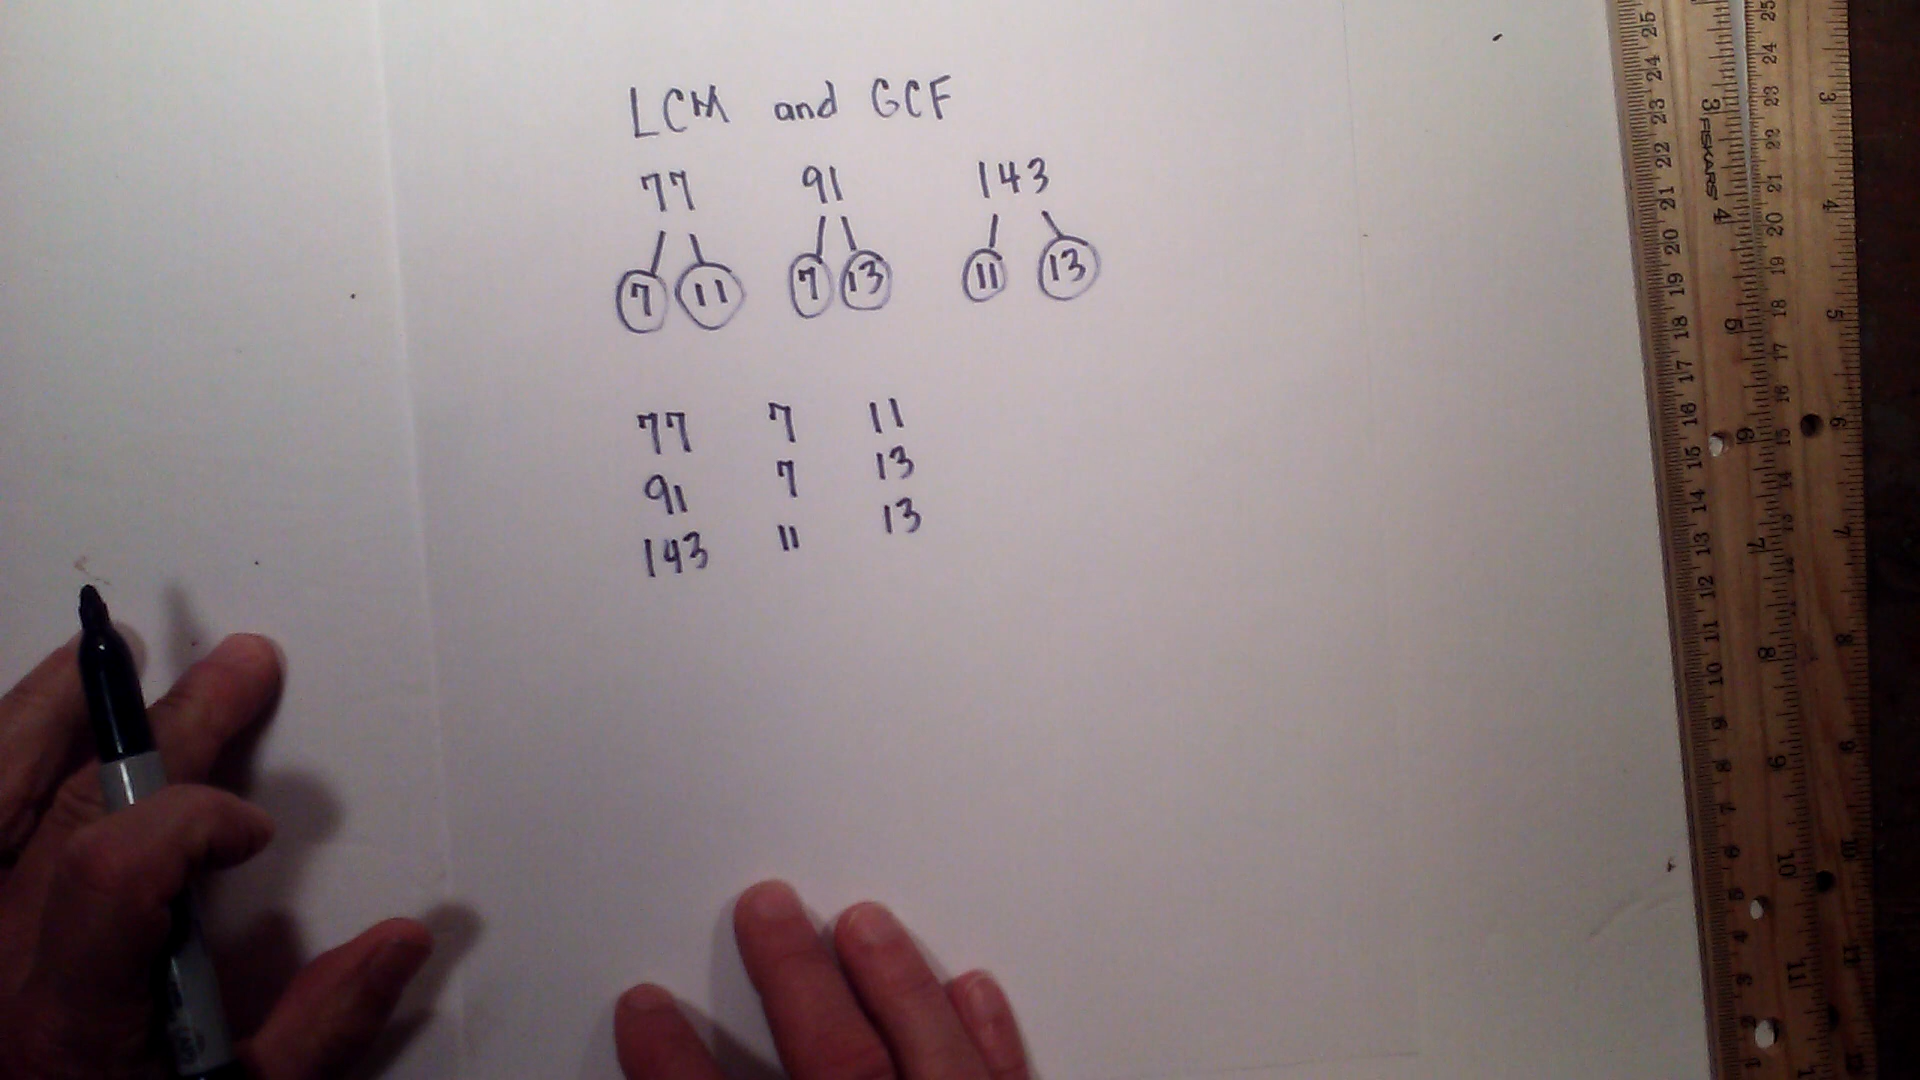 LCM and GCF
77 91 143
7 11 7 13 11 13
77 7 11
91 7 13
143 11 13
FISKARS